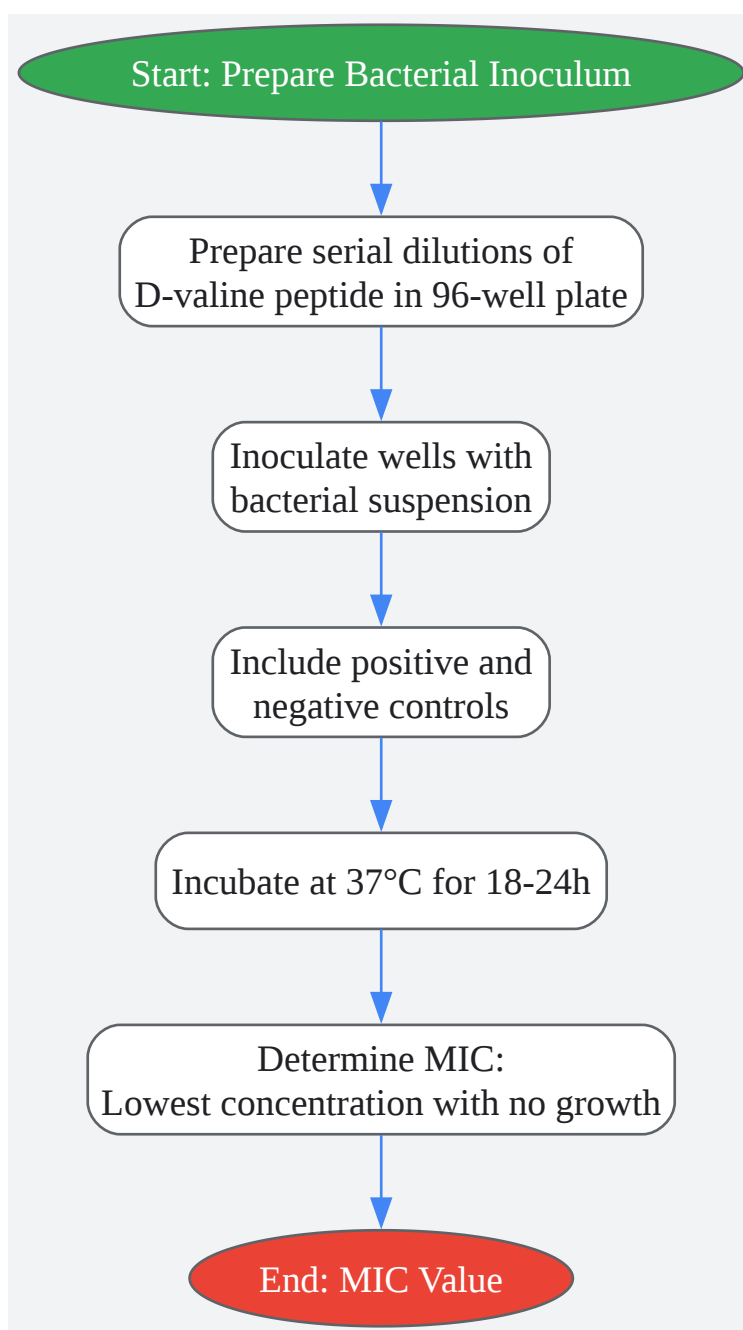 Start: Prepare Bacterial Inoculum
Prepare serial dilutions of
D-valine peptide in 96-well plate
Inoculate wells with
bacterial suspension
Include positive and
negative controls
Incubate at 37°C for 18-24h
Determine MIC:
Lowest concentration with no growth
End: MIC Value